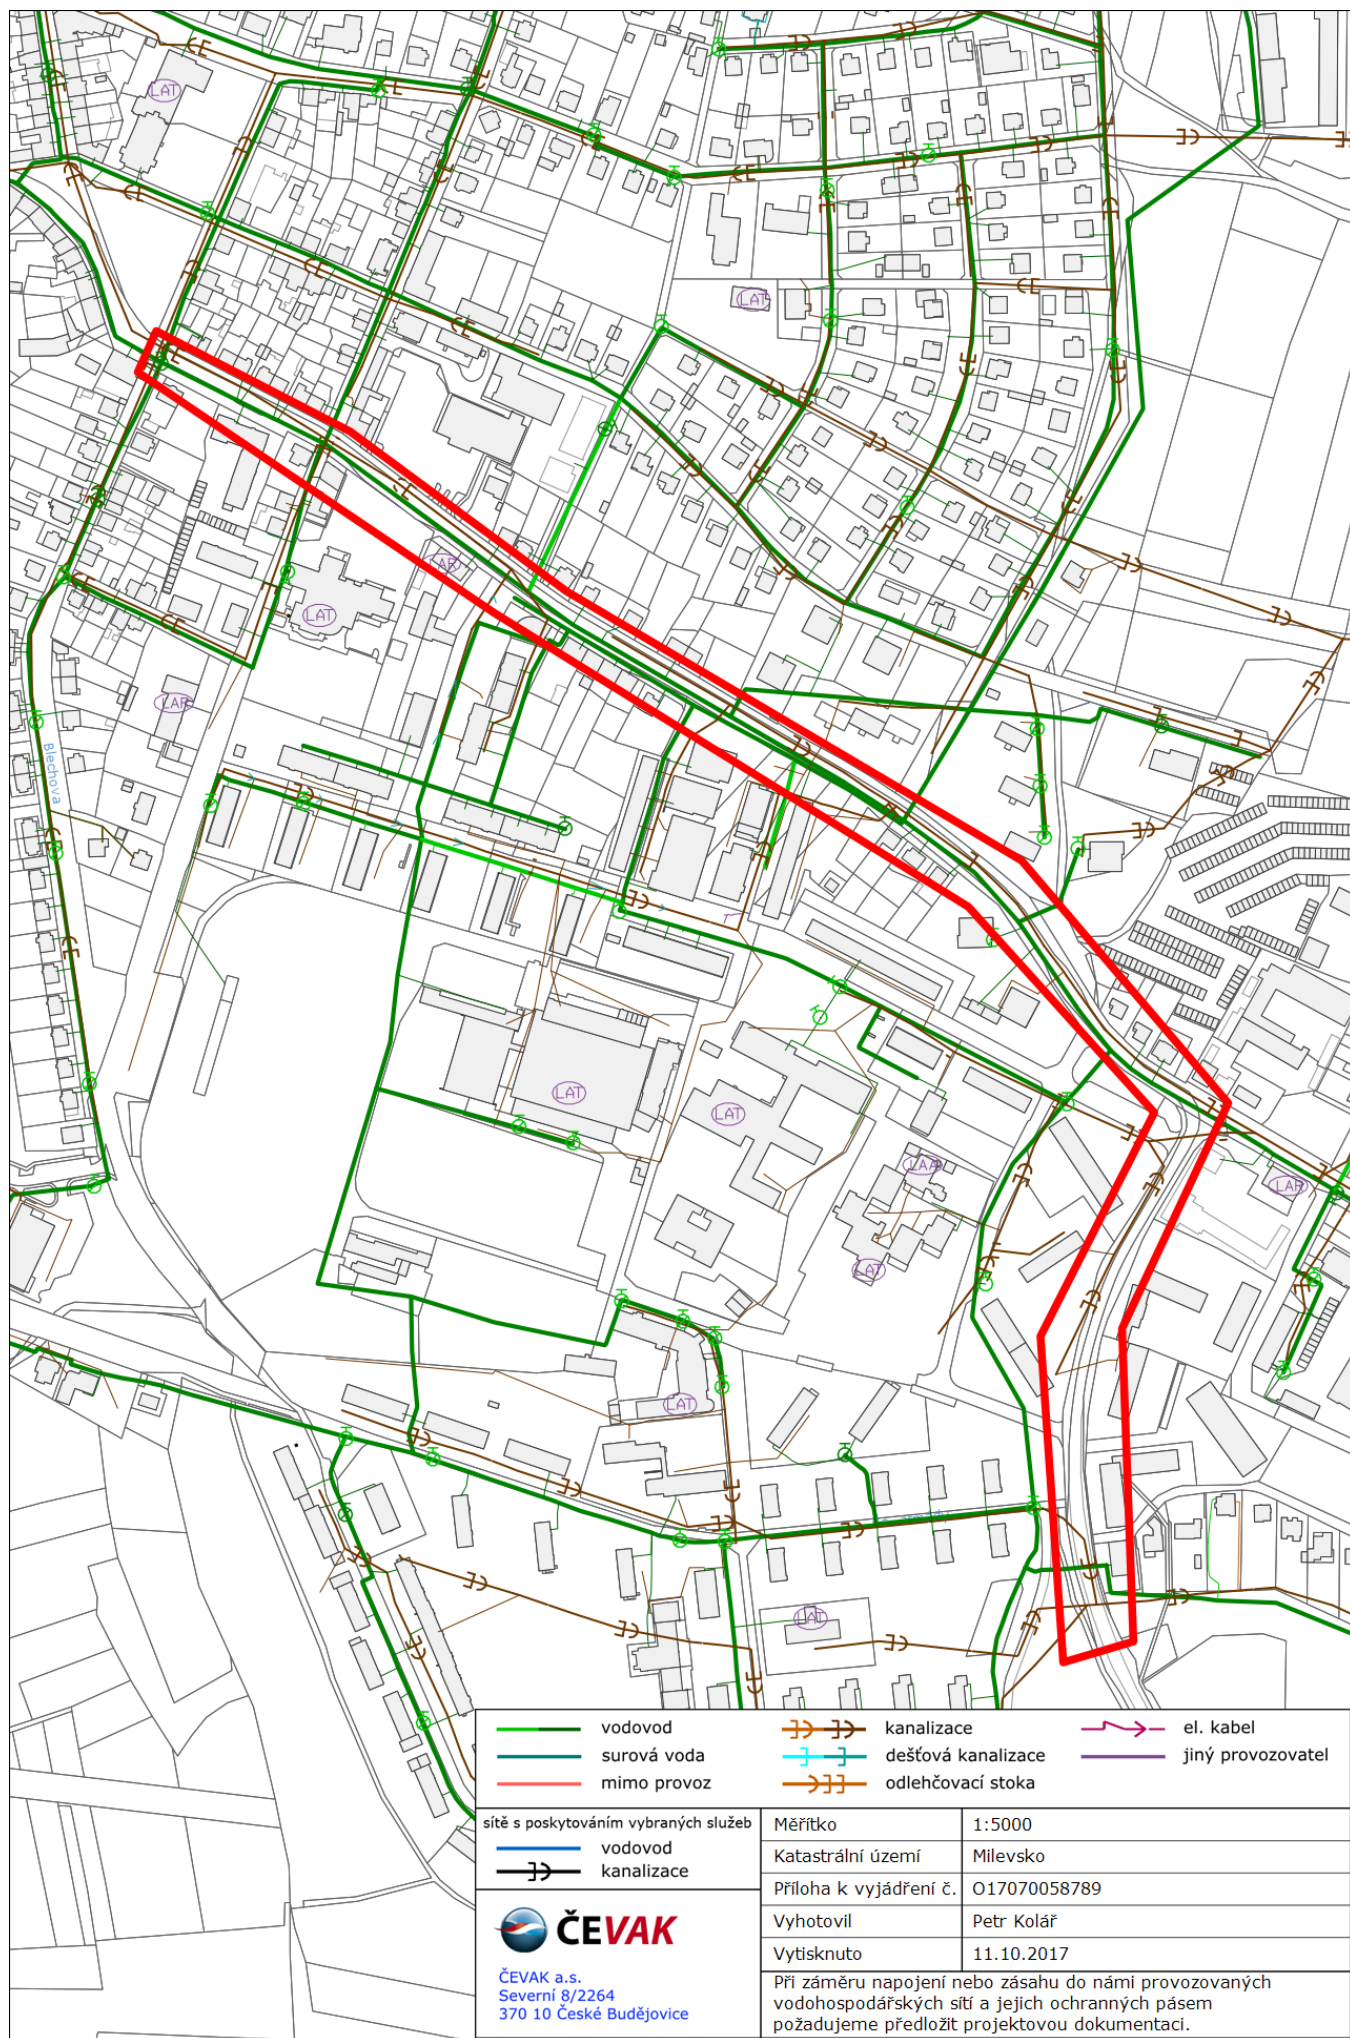 LAT
LAT
LAR
LAT
LAR
Blechova
LAT
LAT
LAA
LAR
LAT
LAT
LAT
vodovod
surová voda
mimo provoz
kanalizace
dešťová kanalizace
odlehčovací stoka
el. kabel
jiný provozovatel
sítě s poskytováním vybraných služeb
vodovod
kanalizace
Měřítko 1:5000
Katastrální území Milevsko
Příloha k vyjádření č. O17070058789
Vyhotovil Petr Kolář
Vytisknuto 11.10.2017
ČEVAK
ČEVAK a.s.
Severní 8/2264
370 10 České Budějovice
Při záměru napojení nebo zásahu do námi provozovaných
vodohospodářských sítí a jejich ochranných pásem
požadujeme předložit projektovou dokumentaci.